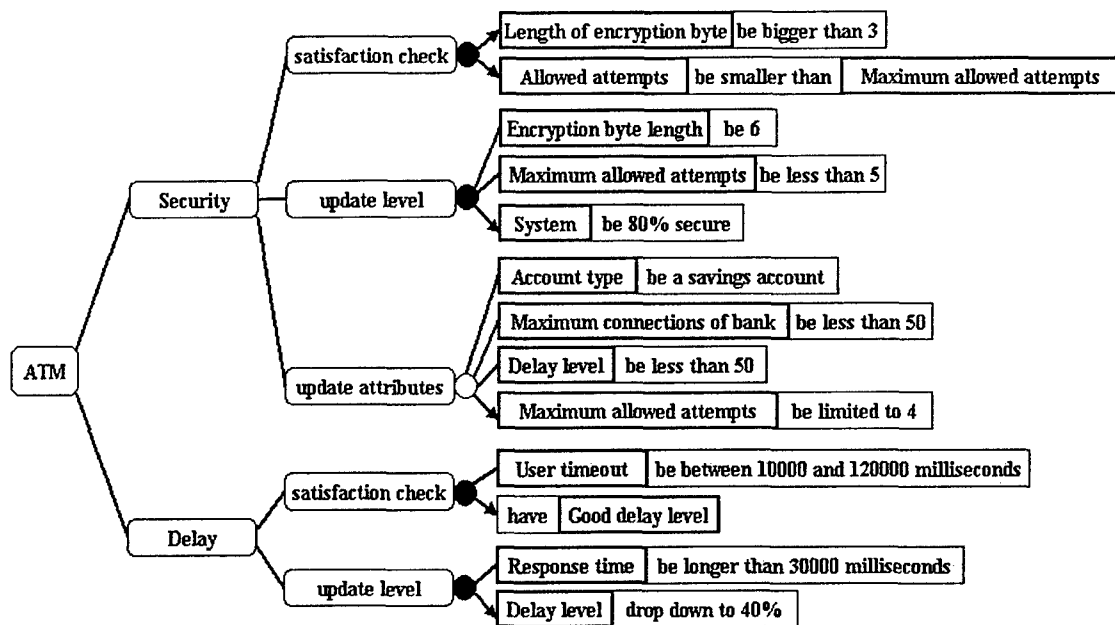 ATM
Security
satisfaction check
Length of encryption byte be bigger than 3
Allowed attempts be smaller than Maximum allowed attempts
update level
Encryption byte length be 6
Maximum allowed attempts be less than 5
System be 80% secure
update attributes
Account type be a savings account
Maximum connections of bank be less than 50
Delay level be less than 50
Maximum allowed attempts be limited to 4
Delay
satisfaction check
User timeout be between 10000 and 120000 milliseconds
have Good delay level
update level
Response time be longer than 30000 milliseconds
Delay level drop down to 40%